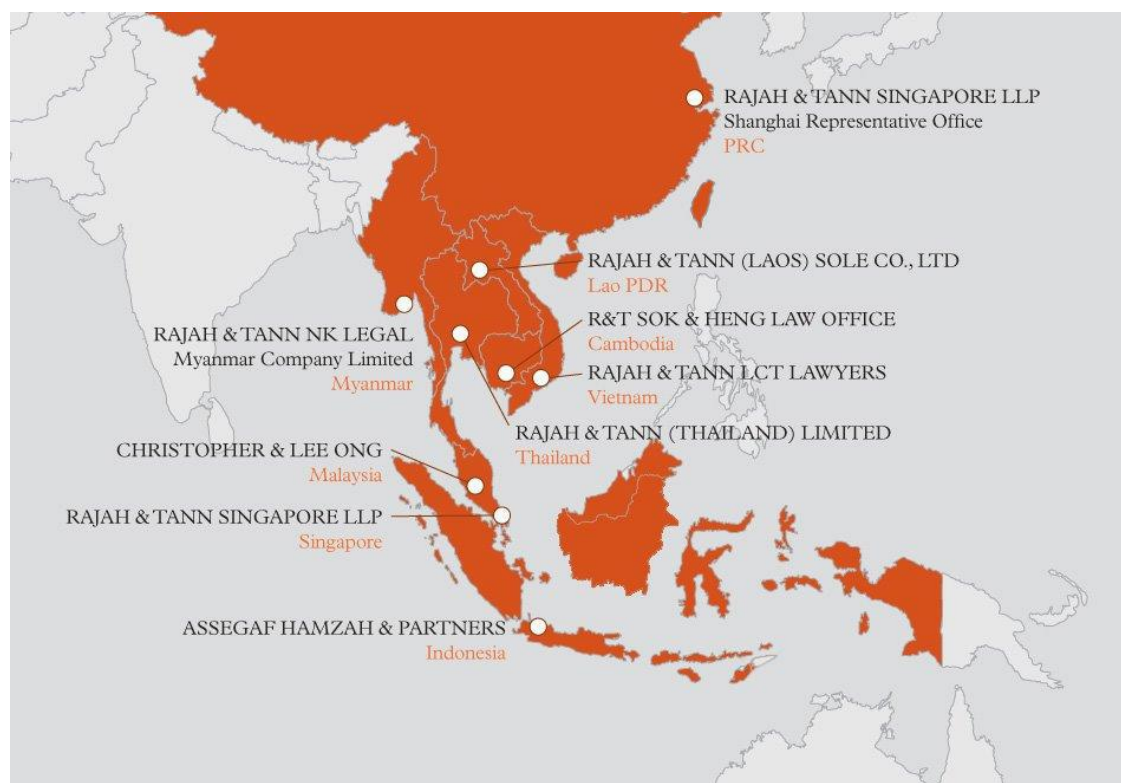 RAJAH & TANN SINGAPORE LLP
Shanghai Representative Office
PRC
RAJAH & TANN (LAOS) SOLE CO., LTD
Lao PDR
RAJAH & TANN NK LEGAL
Myanmar Company Limited
Myanmar
R&T SOK & HENG LAW OFFICE
Cambodia
RAJAH & TANN LCT LAWYERS
Vietnam
RAJAH & TANN (THAILAND) LIMITED
Thailand
CHRISTOPHER & LEE ONG
Malaysia
RAJAH & TANN SINGAPORE LLP
Singapore
ASSEGAF HAMZAH & PARTNERS
Indonesia